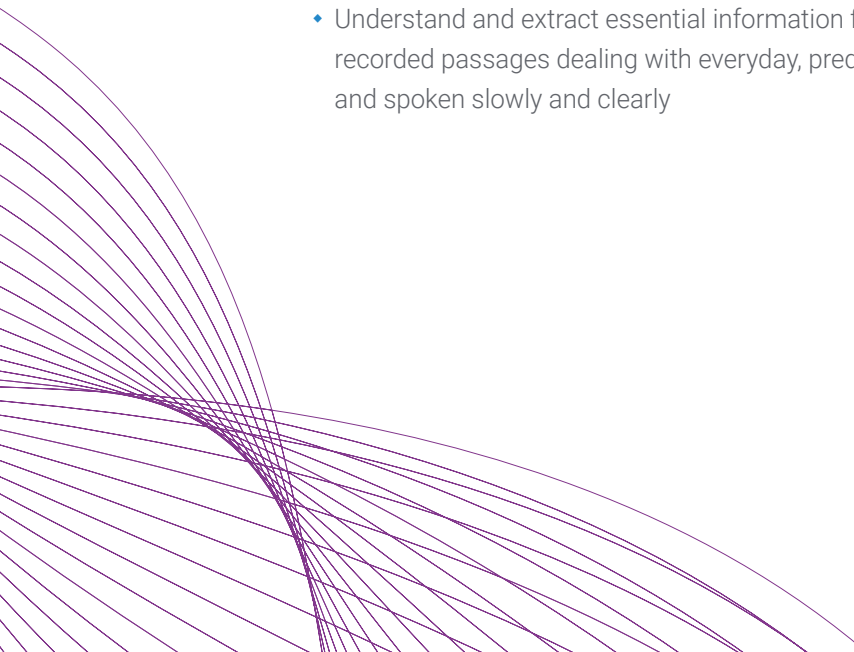 Understand and extract essential information
recorded passages dealing with everyday,
and spoken slowly and clearly